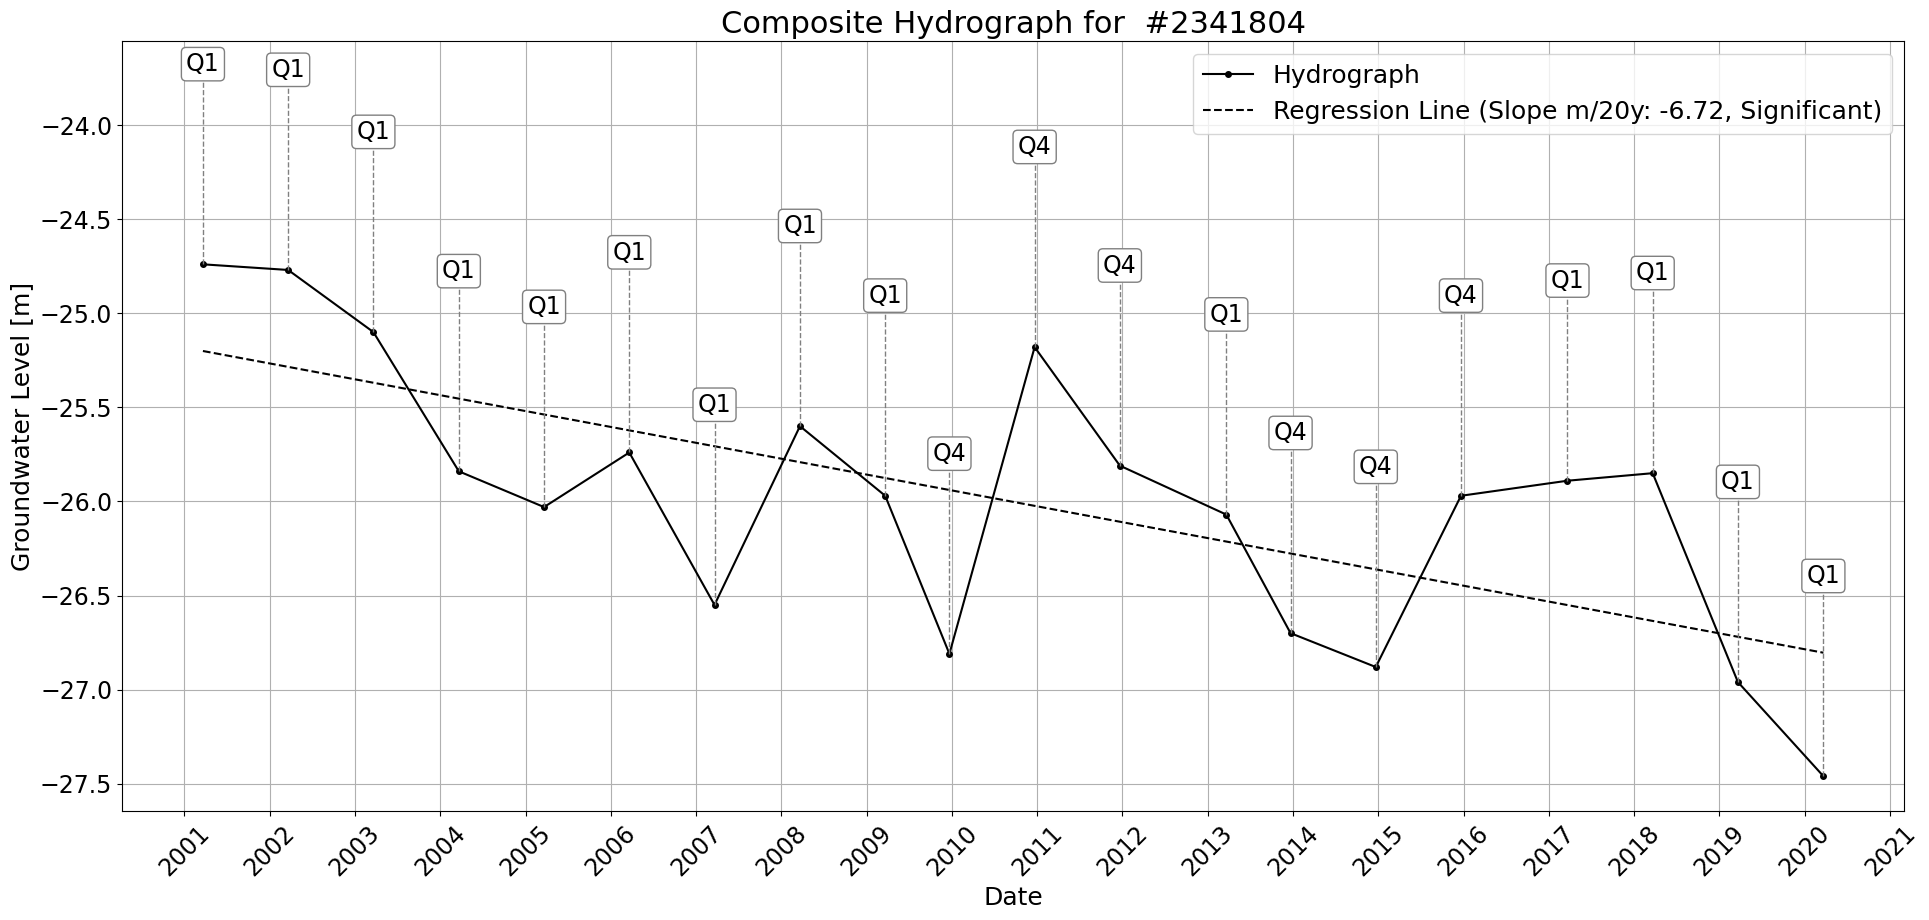 Composite Hydrograph for  #2341804
Hydrograph
Regression Line (Slope m/20y: -6.72, Significant)
Q1
Q1
Q1
Q1
Q1
Q1
Q1
Q1
Q1
Q4
Q4
Q4
Q1
Q4
Q4
Q4
Q1
Q1
Q1
Q1
Groundwater Level [m]
−24.0
−24.5
−25.0
−25.5
−26.0
−26.5
−27.0
−27.5
2001
2002
2003
2004
2005
2006
2007
2008
2009
2010
2011
2012
2013
2014
2015
2016
2017
2018
2019
2020
2021
Date